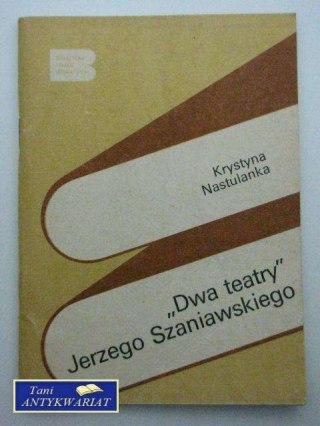 Krystyna
Nastulanka
„Dwa teatry"
Jerzego Szaniawskiego
Tani
ANTYKWARIAT